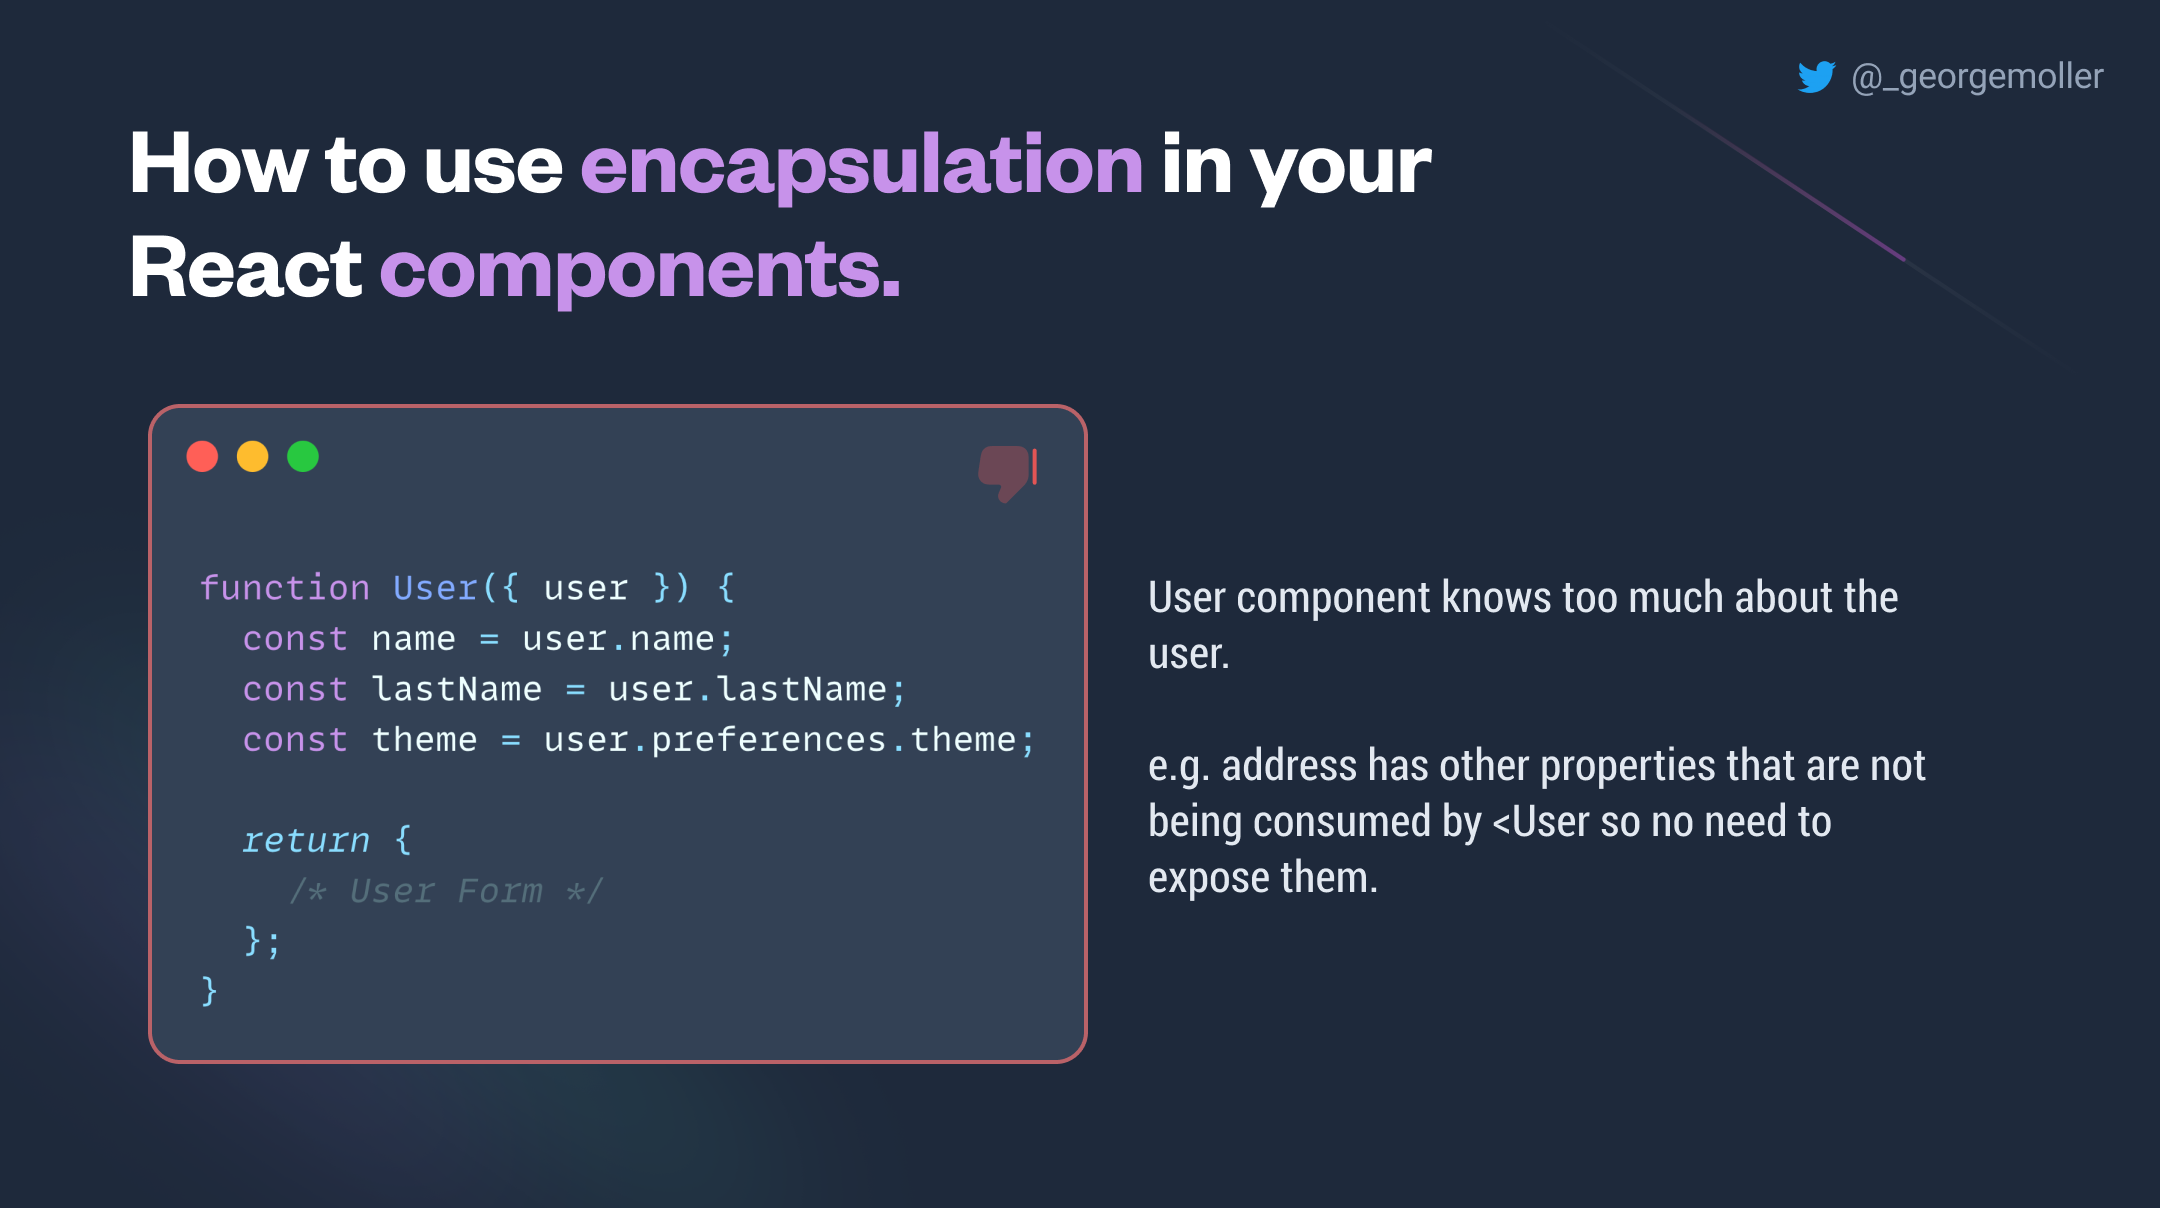 @_georgemoller
How to use encapsulation in your
React components.
function User({ user }) {
  const name = user.name;
  const lastName = user.lastName;
  const theme = user.preferences.theme;
  return {
    /* User Form */
  };
}
User component knows too much about the
user.
e.g. address has other properties that are not
being consumed by <User so no need to
expose them.